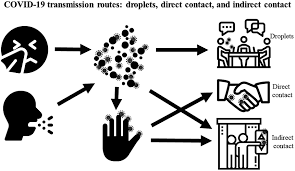 COVID-19 transmission routes: droplets, direct contact, and indirect contact
Droplets
Direct
contact
Indirect
contact